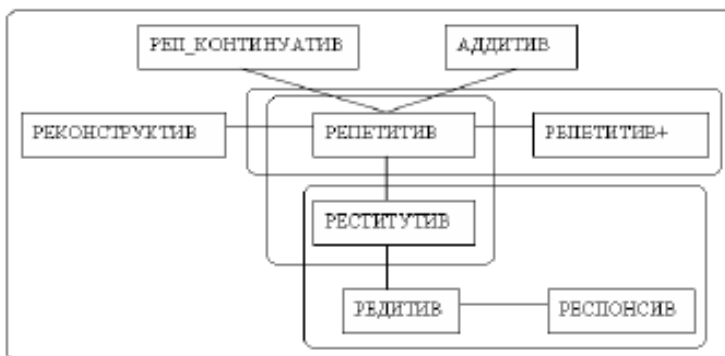 РЕП_КОНТИНУАТИВ
АДДИТИВ
РЕКОНСТРУКТИВ
РЕПЕТИТИВ
РЕПЕТИТИВ+
РЕСТИТУТИВ
РЕДИТИВ
РЕСПОНСИВ